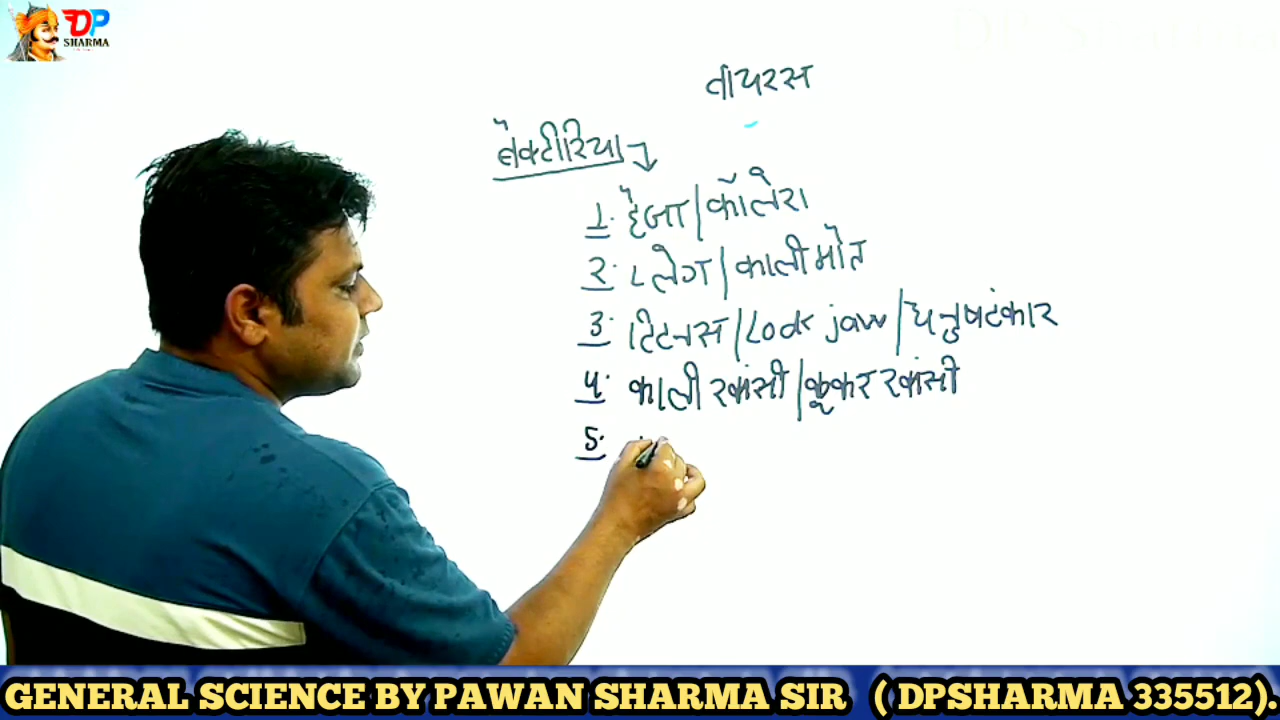 DP
SHARMA
वायरस
बैक्टीरिया →
1. हैजा/कॉलेरा
2. प्लेग/काली मौत
3. टिटनस/Lock jaw/धनुषटंकार
4. काली खांसी/कूकर खांसी
5.
GENERAL SCIENCE BY PAWAN SHARMA SIR ( DPSHARMA 335512).